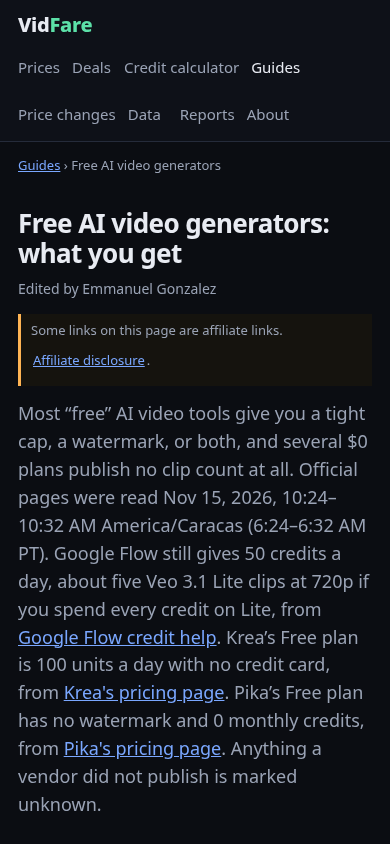 VidFare
Prices Deals Credit calculator Guides
Price changes Data Reports About
Guides › Free AI video generators
Free AI video generators:
what you get
Edited by Emmanuel Gonzalez
Some links on this page are affiliate links.
Affiliate disclosure.
Most “free” AI video tools give you a tight
cap, a watermark, or both, and several $0
plans publish no clip count at all. Official
pages were read Nov 15, 2026, 10:24–
10:32 AM America/Caracas (6:24–6:32 AM
PT). Google Flow still gives 50 credits a
day, about five Veo 3.1 Lite clips at 720p if
you spend every credit on Lite, from
Google Flow credit help. Krea’s Free plan
is 100 units a day with no credit card,
from Krea's pricing page. Pika’s Free plan
has no watermark and 0 monthly credits,
from Pika's pricing page. Anything a
vendor did not publish is marked
unknown.